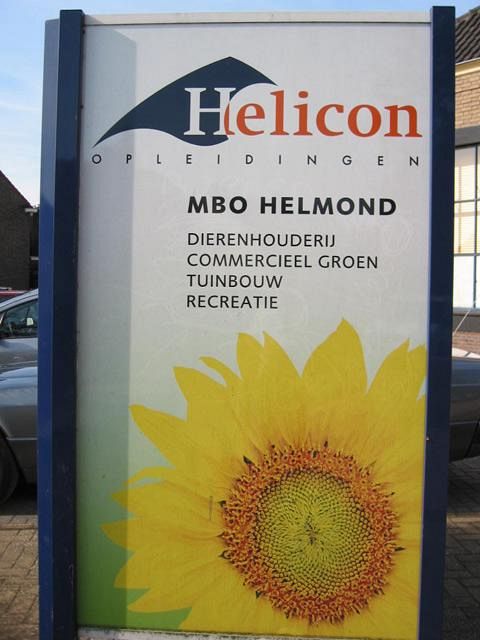 Helicon
OPLEIDINGEN
MBO HELMOND
DIERENHOUDERIJ
COMMERCIEEL GROEN
TUINBOUW
RECREATIE